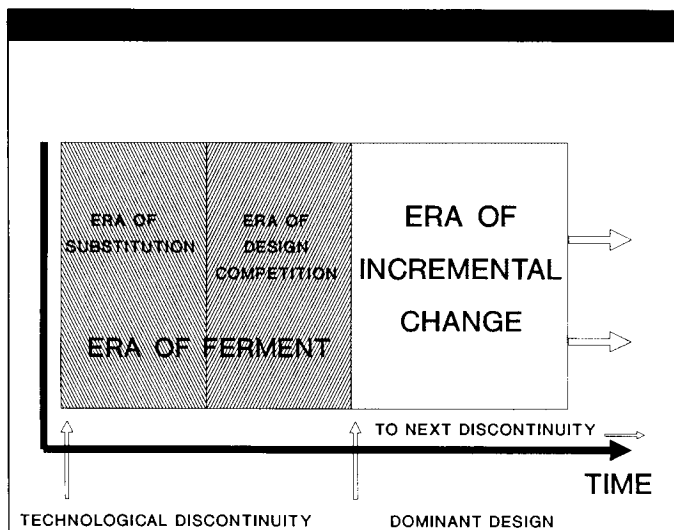 ERA OF
SUBSTITUTION
ERA OF
DESIGN
COMPETITION
ERA OF FERMENT
ERA OF
INCREMENTAL
CHANGE
TO NEXT DISCONTINUITY
TIME
TECHNOLOGICAL DISCONTINUITY
DOMINANT DESIGN